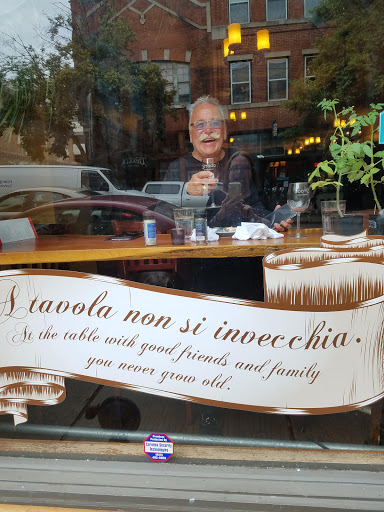 A tavola non si invecchia.
At the table with good friends and family
you never grow old.